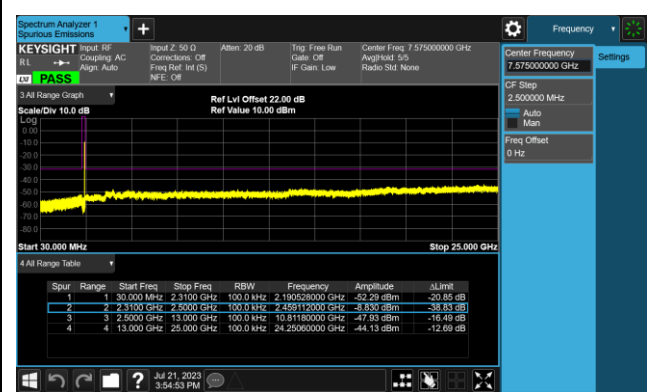 Spectrum Analyzer 1
Spurious Emissions
Frequency
KEYSIGHT
RL
LXI PASS
Input: RF
Coupling: AC
Align: Auto
Input Z: 50 Ω
Corrections: Off
Freq Ref: Int (S)
NFE: Off
Atten: 20 dB
Trig: Free Run
Gate: Off
IF Gain: Low
Center Freq: 7.575000000 GHz
Avg|Hold: 5/5
Radio Std: None
Center Frequency
7.575000000 GHz
Settings
CF Step
2.500000 MHz
Auto
Man
Freq Offset
0 Hz
3 All Range Graph
Scale/Div 10.0 dB
Ref Lvl Offset 22.00 dB
Ref Value 10.00 dBm
Log
0.00
-10.0
-20.0
-30.0
-40.0
-50.0
-60.0
-70.0
-80.0
Start 30.000 MHz Stop 25.000 GHz
4 All Range Table
Spur Range Start Freq Stop Freq RBW Frequency Amplitude ΔLimit
1 1 30.000 MHz 2.3100 GHz 100.0 kHz 2.190528000 GHz -52.29 dBm -20.85 dB
2 2 2.3100 GHz 2.5000 GHz 100.0 kHz 2.459112000 GHz -8.830 dBm -38.83 dB
3 3 2.5000 GHz 13.000 GHz 100.0 kHz 10.81180000 GHz -47.93 dBm -16.49 dB
4 4 13.000 GHz 25.000 GHz 100.0 kHz 24.25060000 GHz -44.13 dBm -12.69 dB
?
Jul 21, 2023
3:54:53 PM